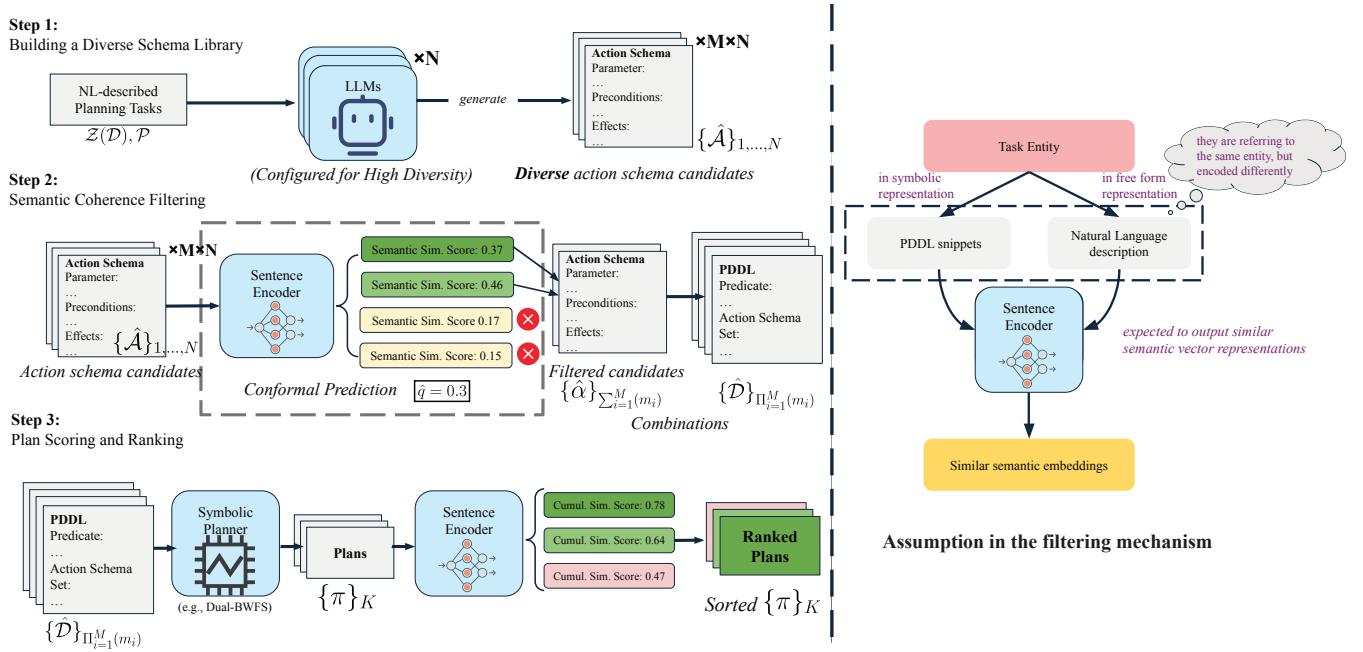 Step 1:
Building a Diverse Schema Library
NL-described
Planning Tasks
𝒵(𝒟), 𝒫
×N
LLMs
(Configured for High Diversity)
generate
×M×N
Action Schema
Parameter:
...
Preconditions:
...
Effects:
...
{𝒜̂}1,...,N
Diverse action schema candidates
Step 2:
Semantic Coherence Filtering
×M×N
Action Schema
Parameter:
...
Preconditions:
...
Effects:
...
{𝒜̂}1,...,N
Action schema candidates
Sentence
Encoder
Semantic Sim. Score: 0.37
Semantic Sim. Score: 0.46
Semantic Sim. Score 0.17
Semantic Sim. Score: 0.15
Conformal Prediction
q̂ = 0.3
Action Schema
Parameter:
...
Preconditions:
...
Effects:
...
Filtered candidates
{α̂}∑ᴹᵢ₌₁(mᵢ)
PDDL
Predicate:
...
Action Schema
Set:
...
{𝒟̂}Πᴹᵢ₌₁(mᵢ)
Combinations
Step 3:
Plan Scoring and Ranking
PDDL
Predicate:
...
Action Schema
Set:
...
{𝒟̂}Πᴹᵢ₌₁(mᵢ)
Symbolic
Planner
(e.g., Dual-BWFS)
Plans
{π}K
Sentence
Encoder
Cumul. Sim. Score: 0.78
Cumul. Sim. Score: 0.64
Cumul. Sim. Score: 0.47
Ranked
Plans
Sorted {π}K
Task Entity
they are referring to
the same entity, but
encoded differently
in symbolic
representation
in free form
representation
PDDL snippets
Natural Language
description
Sentence
Encoder
expected to output similar
semantic vector representations
Similar semantic embeddings
Assumption in the filtering mechanism